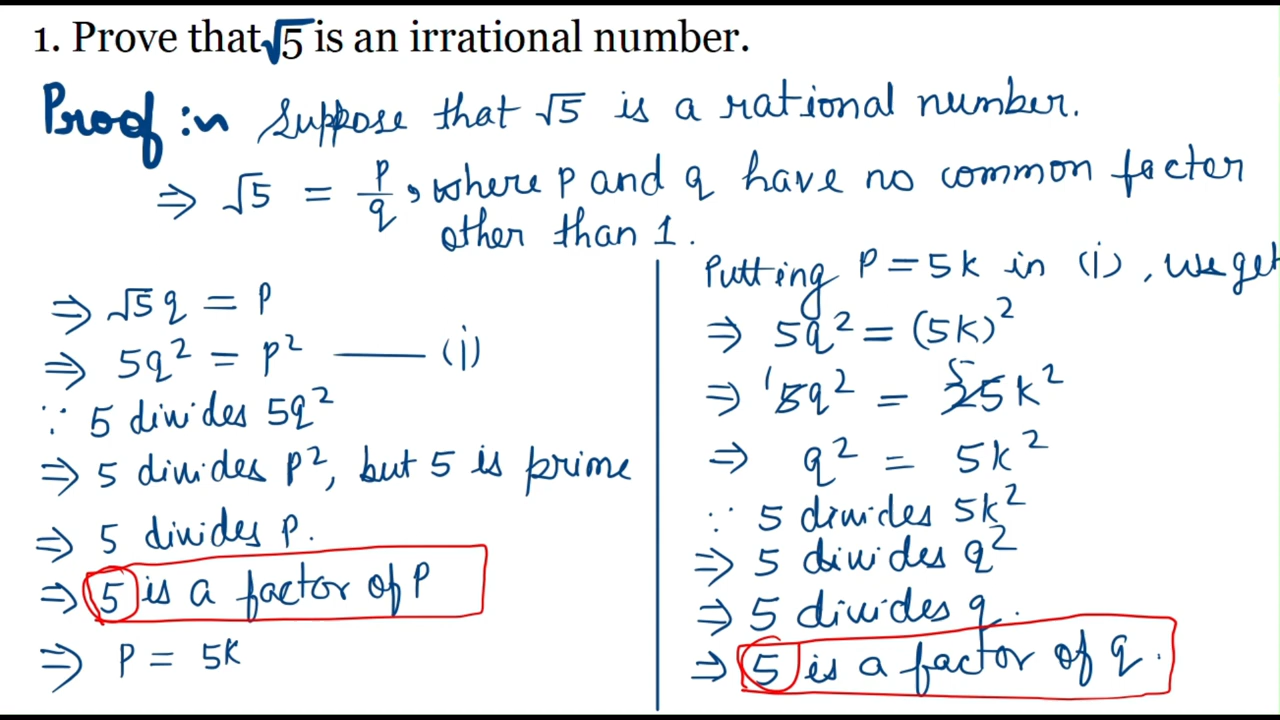 1. Prove that √5 is an irrational number.
Proof :~ Suppose that √5 is a rational number.
⇒ √5 = p/q, where p and q have no common factor
other than 1.
⇒ √5q = p
⇒ 5q² = p² —— (i)
∵ 5 divides 5q²
⇒ 5 divides p², but 5 is prime
⇒ 5 divides p.
⇒ 5 is a factor of p
⇒ p = 5k
Putting p = 5k in (i), we get
⇒ 5q² = (5k)²
⇒ ¹5q² = 5 25k²
⇒ q² = 5k²
∵ 5 divides 5k²
⇒ 5 divides q²
⇒ 5 divides q.
⇒ 5 is a factor of q.